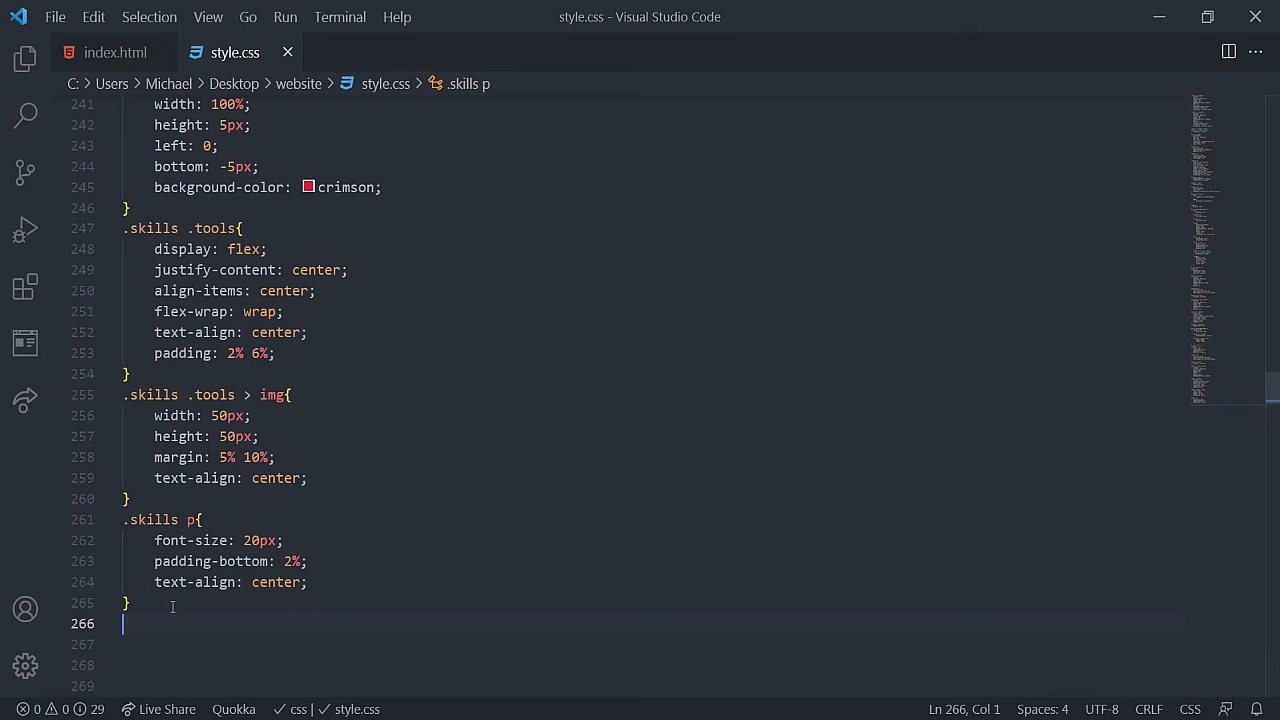 File Edit Selection View Go Run Terminal Help style.css - Visual Studio Code
index.html style.css
C: > Users > Michael > Desktop > website > style.css > .skills p
241 width: 100%;
242 height: 5px;
243 left: 0;
244 bottom: -5px;
245 background-color: crimson;
246 }
247 .skills .tools{
248 display: flex;
249 justify-content: center;
250 align-items: center;
251 flex-wrap: wrap;
252 text-align: center;
253 padding: 2% 6%;
254 }
255 .skills .tools > img{
256 width: 50px;
257 height: 50px;
258 margin: 5% 10%;
259 text-align: center;
260 }
261 .skills p{
262 font-size: 20px;
263 padding-bottom: 2%;
264 text-align: center;
265 }
266
267
268
269
0 0 29 Live Share Quokka css | style.css Ln 266, Col 1 Spaces: 4 UTF-8 CRLF CSS